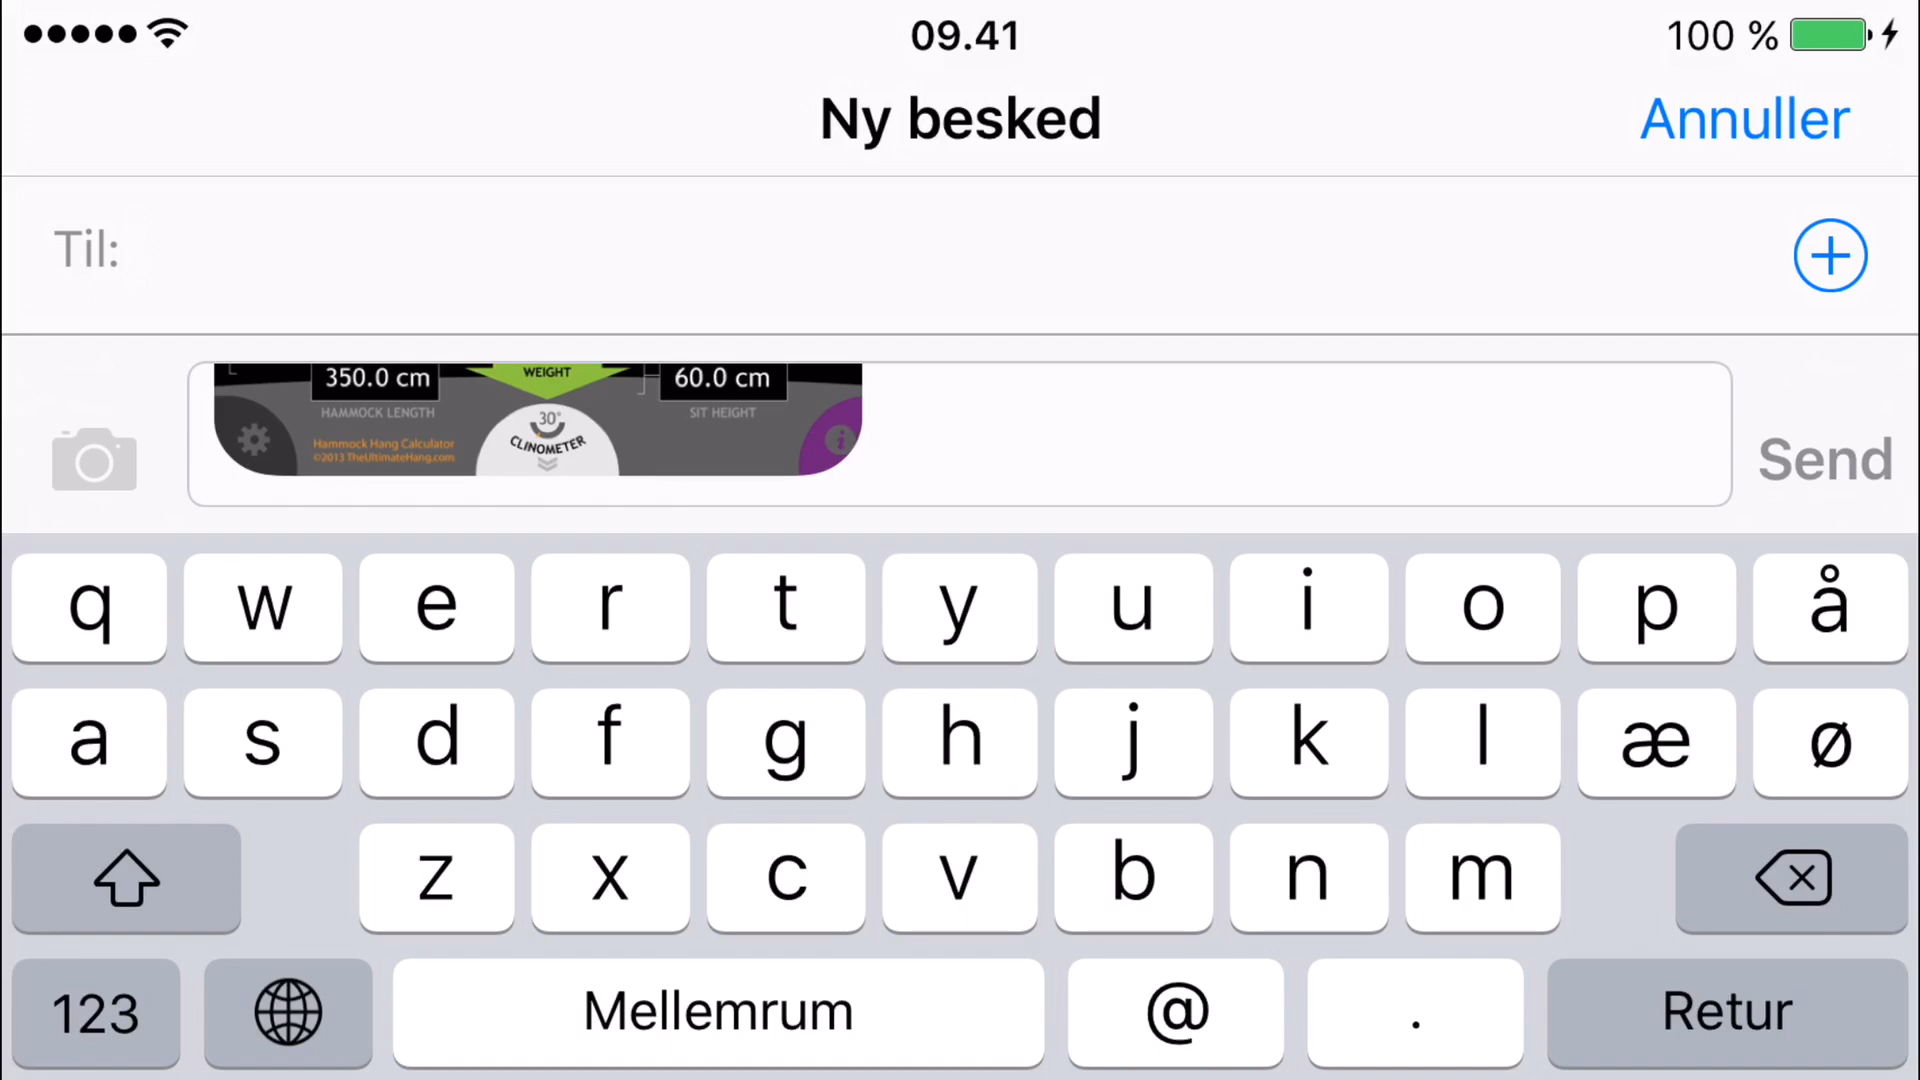 09.41
100 %
Ny besked
Annuller
Til:
350.0 cm
WEIGHT
60.0 cm
HAMMOCK LENGTH
30°
SIT HEIGHT
CLINOMETER
Hammock Hang Calculator
©2013 TheUltimateHang.com
i
Send
q w e r t y u i o p å
a s d f g h j k l æ ø
z x c v b n m
123 Mellemrum @ . Retur